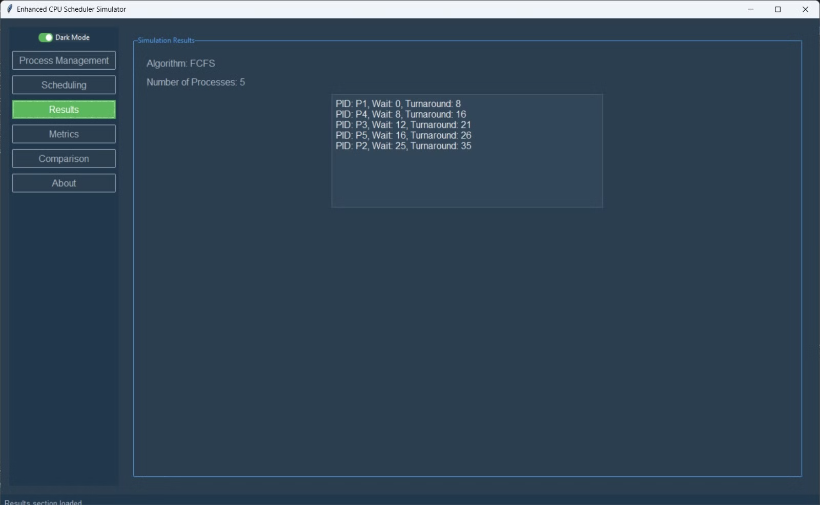 Enhanced CPU Scheduler Simulator
Dark Mode
Process Management
Scheduling
Results
Metrics
Comparison
About
Simulation Results
Algorithm: FCFS
Number of Processes: 5
PID: P1, Wait: 0, Turnaround: 8
PID: P4, Wait: 8, Turnaround: 16
PID: P3, Wait: 12, Turnaround: 21
PID: P5, Wait: 16, Turnaround: 26
PID: P2, Wait: 25, Turnaround: 35
Results section loaded